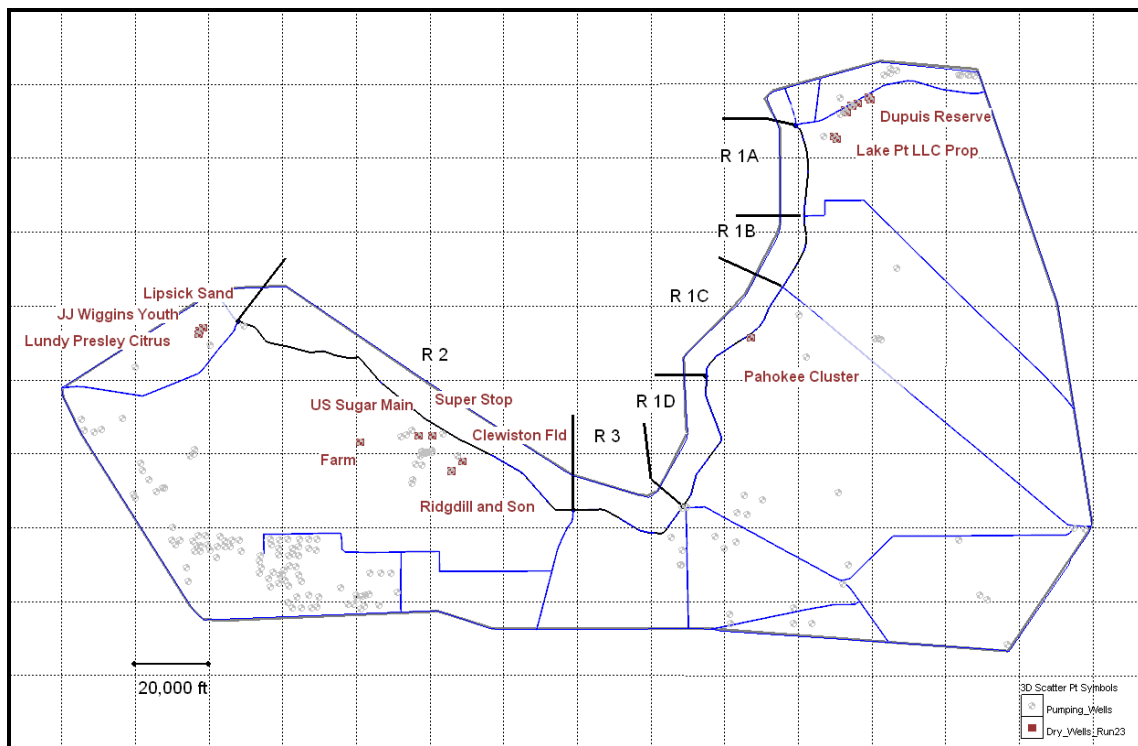 Dupuis Reserve
Lake Pt LLC Prop
R 1A
R 1B
R 1C
Lipsick Sand
JJ Wiggins Youth
Lundy Presley Citrus
R 2
Pahokee Cluster
US Sugar Main
Super Stop
R 1D
Clewiston Fld
R 3
Farm
Ridgdill and Son
20,000 ft
3D Scatter Pt Symbols
Pumping_Wells
Dry_Wells_Run23